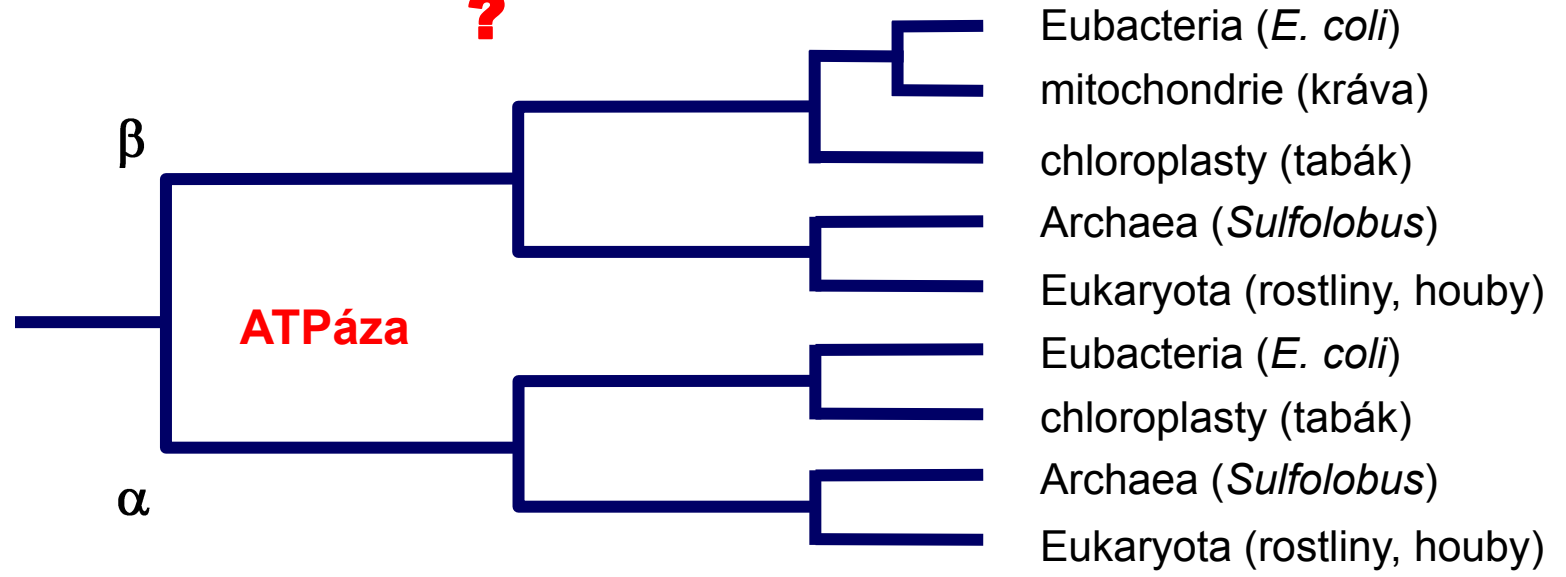 ?
Eubacteria (E. coli)
mitochondrie (kráva)
β
chloroplasty (tabák)
Archaea (Sulfolobus)
Eukaryota (rostliny, houby)
ATPáza
Eubacteria (E. coli)
chloroplasty (tabák)
Archaea (Sulfolobus)
α
Eukaryota (rostliny, houby)